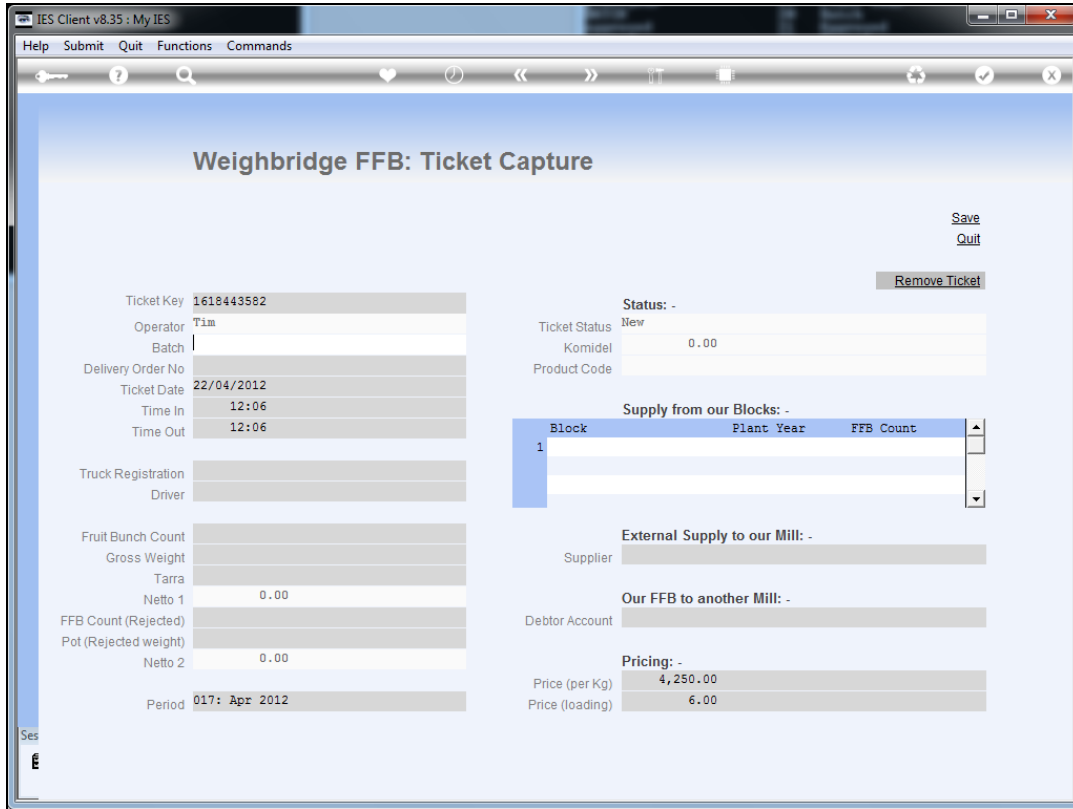 IES Client v8.35 : My IES
Help Submit Quit Functions Commands
Weighbridge FFB: Ticket Capture
Save
Quit
Remove Ticket
Ticket Key 1618443582
Operator Tim
Batch
Delivery Order No
Ticket Date 22/04/2012
Time In 12:06
Time Out 12:06
Truck Registration
Driver
Fruit Bunch Count
Gross Weight
Tarra
Netto 1 0.00
FFB Count (Rejected)
Pot (Rejected weight)
Netto 2 0.00
Period 017: Apr 2012
Status: -
Ticket Status New
Komidel 0.00
Product Code
Supply from our Blocks: -
Block Plant Year FFB Count
1
External Supply to our Mill: -
Supplier
Our FFB to another Mill: -
Debtor Account
Pricing: -
Price (per Kg) 4,250.00
Price (loading) 6.00
Ses